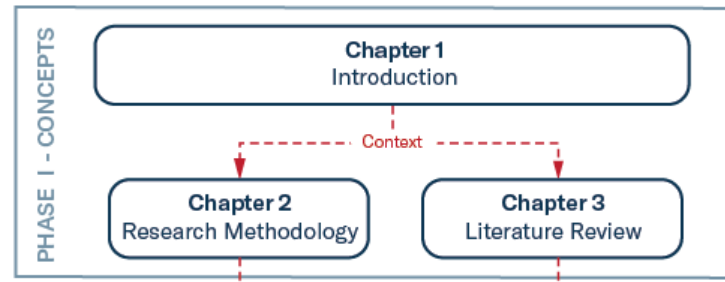 PHASE I - CONCEPTS
Chapter 1
Introduction
Context
Chapter 2
Research Methodology
Chapter 3
Literature Review